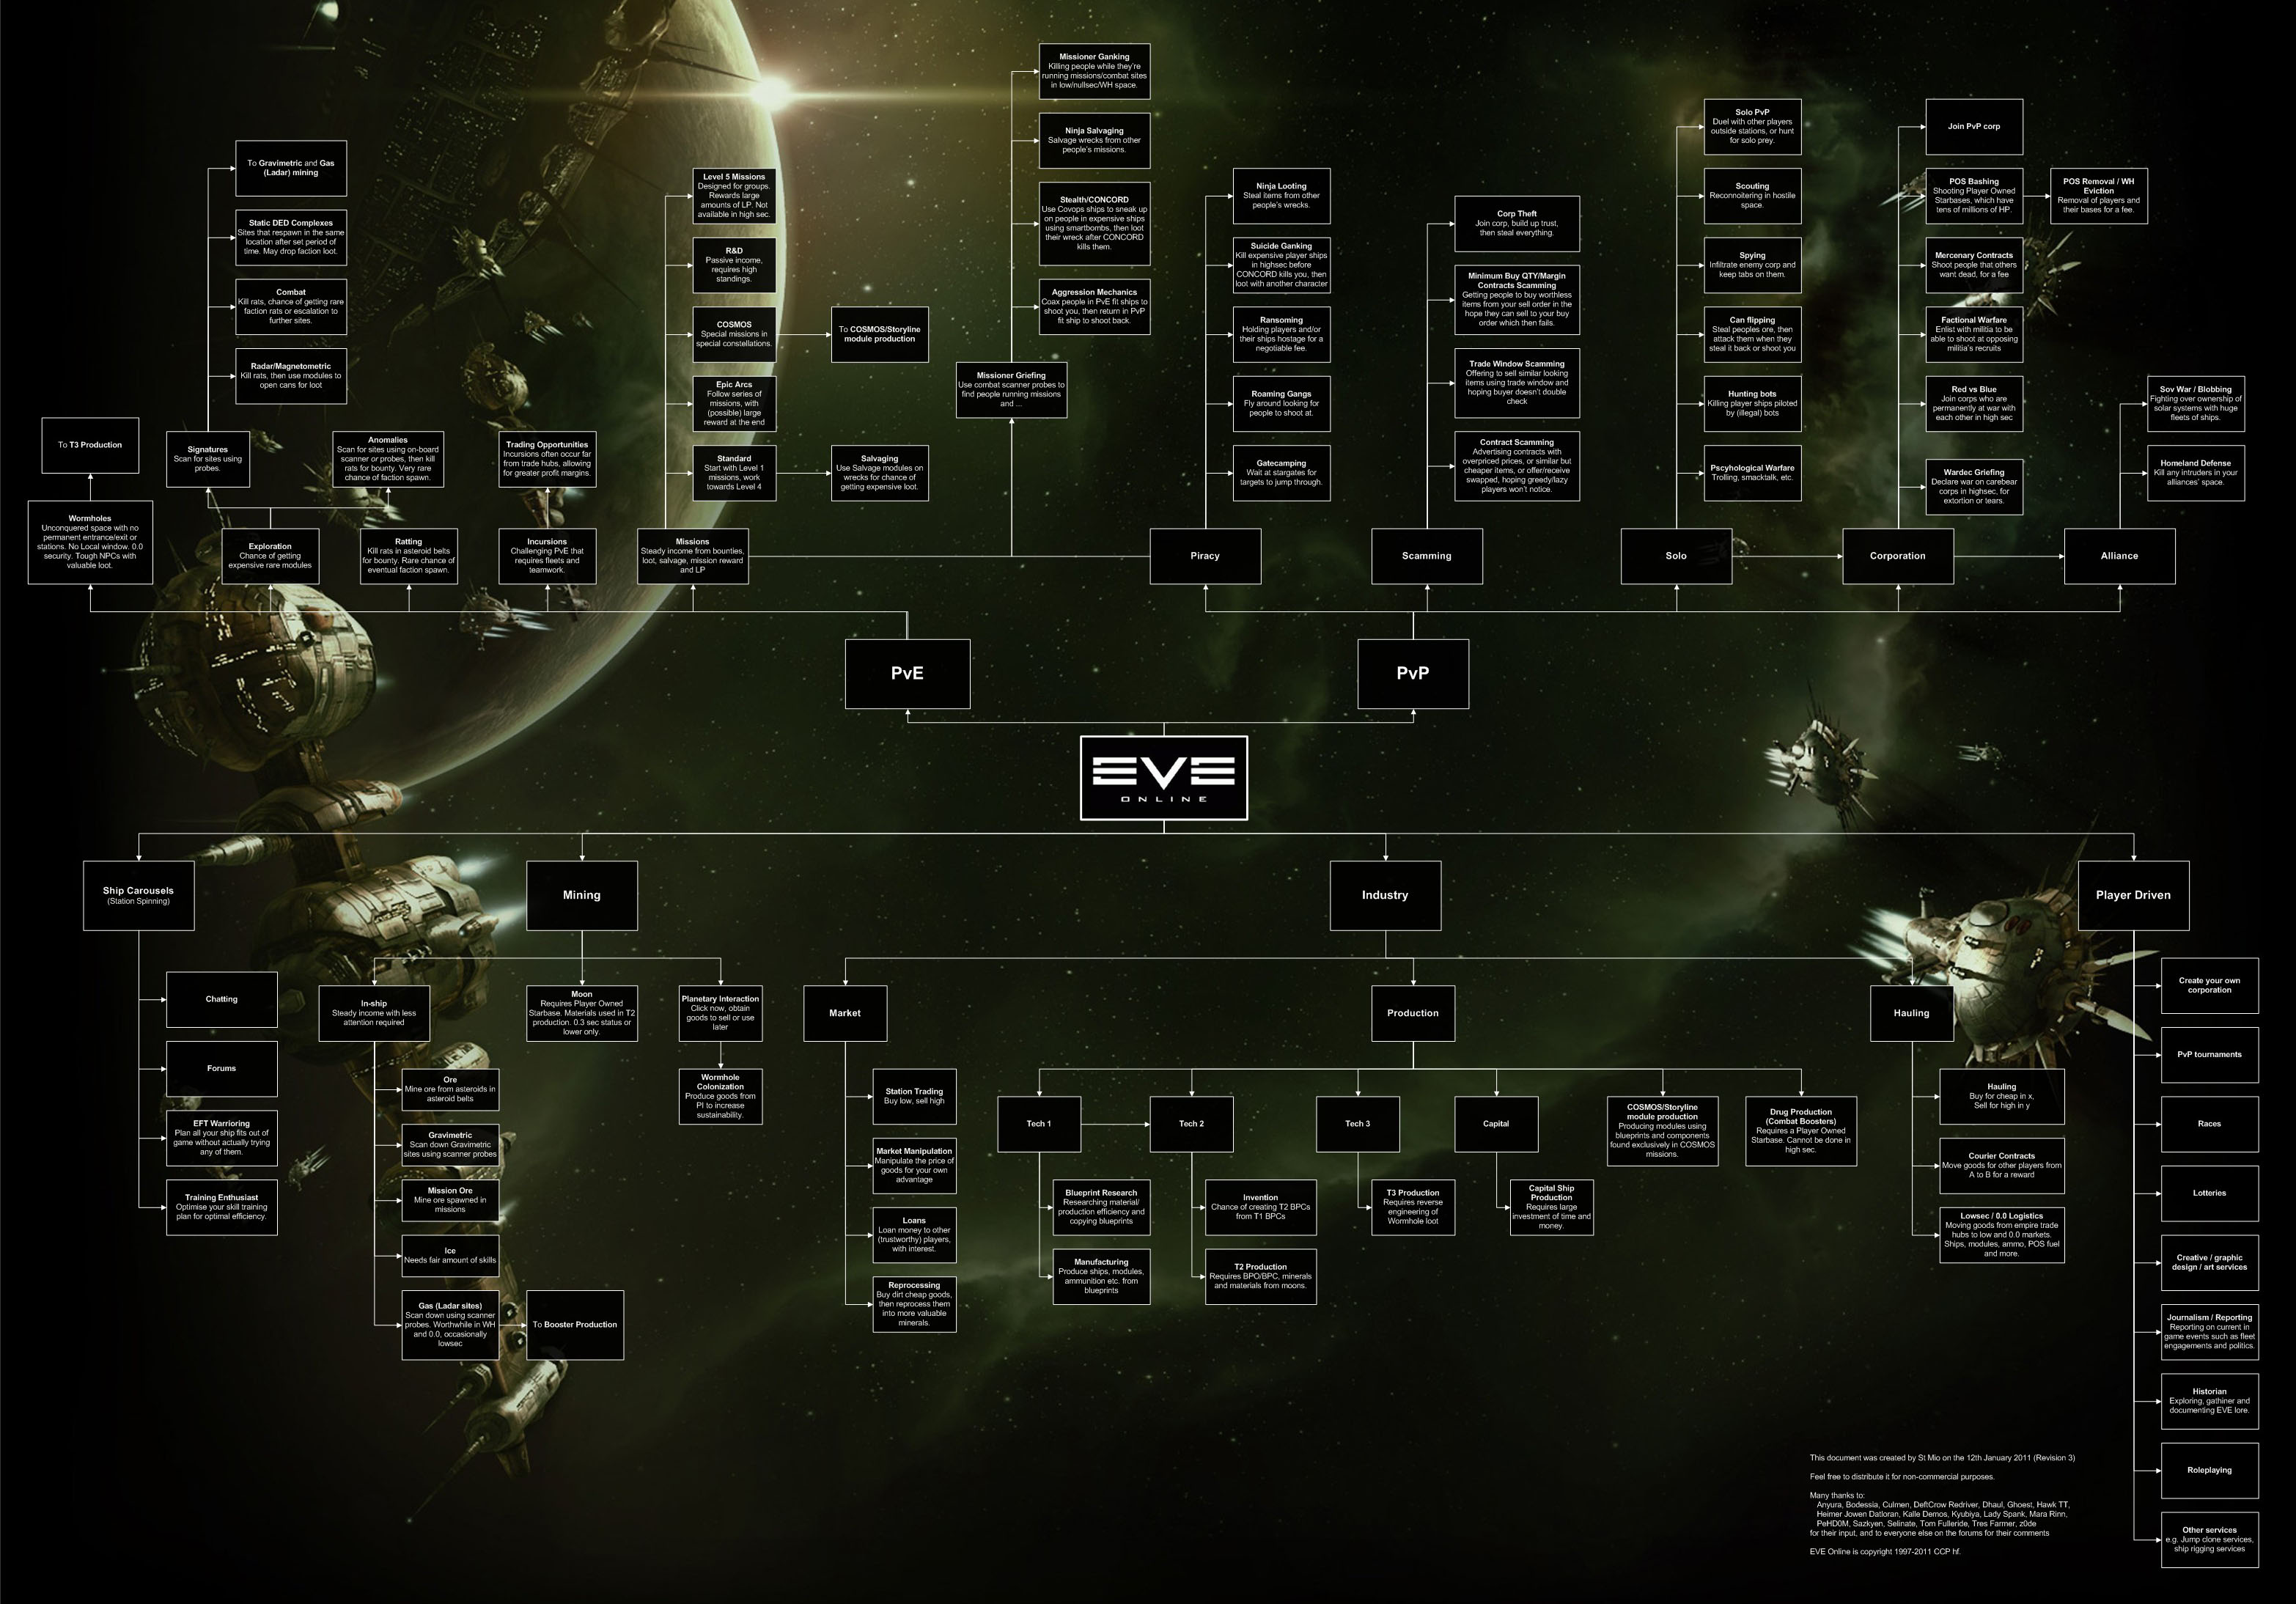 Missioner Ganking
Killing people while they're
running missions/combat sites
in low/nullsec/WH space.
Ninja Salvaging
Salvage wrecks from other
people's missions.
Stealth/CONCORD
Use Covops ships to sneak up
on people in expensive ships
using smartbombs, then loot
their wreck after CONCORD
kills them.
Aggression Mechanics
Coax people in PvE fit ships to
shoot you, then return in PvP
fit ship to shoot back.
Missioner Griefing
Use combat scanner probes to
find people running missions
and ...
To Gravimetric and Gas
(Ladar) mining
Static DED Complexes
Sites that respawn in the same
location after set period of
time. May drop faction loot.
Combat
Kill rats, chance of getting rare
faction rats or escalation to
further sites.
Radar/Magnetometric
Kill rats, then use modules to
open cans for loot
To T3 Production
Signatures
Scan for sites using
probes.
Anomalies
Scan for sites using on-board
scanner or probes, then kill
rats for bounty. Very rare
chance of faction spawn.
Trading Opportunities
Incursions often occur far
from trade hubs, allowing
for greater profit margins.
Wormholes
Unconquered space with no
permanent entrance/exit or
stations. No Local window. 0.0
security. Tough NPCs with
valuable loot.
Exploration
Chance of getting
expensive rare modules
Ratting
Kill rats in asteroid belts
for bounty. Rare chance of
eventual faction spawn.
Incursions
Challenging PvE that
requires fleets and
teamwork.
Level 5 Missions
Designed for groups.
Rewards large
amounts of LP. Not
available in high sec.
R&D
Passive income,
requires high
standings.
COSMOS
Special missions in
special constellations.
To COSMOS/Storyline
module production
Epic Arcs
Follow series of
missions, with
(possible) large
reward at the end
Standard
Start with Level 1
missions, work
towards Level 4
Salvaging
Use Salvage modules on
wrecks for chance of
getting expensive loot.
Missions
Steady income from bounties,
loot, salvage, mission reward
and LP
Ninja Looting
Steal items from other
people's wrecks.
Suicide Ganking
Kill expensive player ships
in highsec before
CONCORD kills you, then
loot with another character
Ransoming
Holding players and/or
their ships hostage for a
negotiable fee.
Roaming Gangs
Fly around looking for
people to shoot at.
Gatecamping
Wait at stargates for
targets to jump through.
Piracy
Corp Theft
Join corp, build up trust,
then steal everything.
Minimum Buy QTY/Margin
Contracts Scamming
Getting people to buy worthless
items from your sell order in the
hope they can sell to your buy
order which then fails.
Trade Window Scamming
Offering to sell similar looking
items using trade window and
hoping buyer doesn't double
check
Contract Scamming
Advertising contracts with
overpriced prices, or similar but
cheaper items, or offer/receive
swapped, hoping greedy/lazy
players won't notice.
Scamming
Solo PvP
Duel with other players
outside stations, or hunt
for solo prey.
Scouting
Reconnoitering in hostile
space.
Spying
Infiltrate enemy corp and
keep tabs on them.
Can flipping
Steal peoples ore, then
attack them when they
steal it back or shoot you
Hunting bots
Killing player ships piloted
by (illegal) bots
Pscyhological Warfare
Trolling, smacktalk, etc.
Solo
Join PvP corp
POS Bashing
Shooting Player Owned
Starbases, which have
tens of millions of HP.
POS Removal / WH
Eviction
Removal of players and
their bases for a fee.
Mercenary Contracts
Shoot people that others
want dead, for a fee
Factional Warfare
Enlist with militia to be
able to shoot at opposing
militia's recruits
Red vs Blue
Join corps who are
permanently at war with
each other in high sec
Wardec Griefing
Declare war on carebear
corps in highsec, for
extortion or tears.
Corporation
Sov War / Blobbing
Fighting over ownership of
solar systems with huge
fleets of ships.
Homeland Defense
Kill any intruders in your
alliances' space.
Alliance
PvE
PvP
EVE
ONLINE
Ship Carousels
(Station Spinning)
Chatting
Forums
EFT Warrioring
Plan all your ship fits out of
game without actually trying
any of them.
Training Enthusiast
Optimise your skill training
plan for optimal efficiency.
Mining
In-ship
Steady income with less
attention required
Ore
Mine ore from asteroids in
asteroid belts
Gravimetric
Scan down Gravimetric
sites using scanner probes
Mission Ore
Mine ore spawned in
missions
Ice
Needs fair amount of skills
Gas (Ladar sites)
Scan down using scanner
probes. Worthwhile in WH
and 0.0, occasionally
lowsec
To Booster Production
Moon
Requires Player Owned
Starbase. Materials used in T2
production. 0.3 sec status or
lower only.
Planetary Interaction
Click now, obtain
goods to sell or use
later
Wormhole
Colonization
Produce goods from
PI to increase
sustainability.
Industry
Market
Station Trading
Buy low, sell high
Market Manipulation
Manipulate the price of
goods for your own
advantage
Loans
Loan money to other
(trustworthy) players,
with interest.
Reprocessing
Buy dirt cheap goods,
then reprocess them
into more valuable
minerals.
Production
Tech 1
Blueprint Research
Researching material/
production efficiency and
copying blueprints
Manufacturing
Produce ships, modules,
ammunition etc. from
blueprints
Tech 2
Invention
Chance of creating T2 BPCs
from T1 BPCs
T2 Production
Requires BPO/BPC, minerals
and materials from moons.
Tech 3
T3 Production
Requires reverse
engineering of
Wormhole loot
Capital
Capital Ship
Production
Requires large
investment of time and
money.
COSMOS/Storyline
module production
Producing modules using
blueprints and components
found exclusively in COSMOS
missions.
Drug Production
(Combat Boosters)
Requires a Player Owned
Starbase. Cannot be done in
high sec.
Hauling
Hauling
Buy for cheap in x,
Sell for high in y
Courier Contracts
Move goods for other players from
A to B for a reward
Lowsec / 0.0 Logistics
Moving goods from empire trade
hubs to low and 0.0 markets.
Ships, modules, ammo, POS fuel
and more.
Player Driven
Create your own
corporation
PvP tournaments
Races
Lotteries
Creative / graphic
design / art services
Journalism / Reporting
Reporting on current in
game events such as fleet
engagements and politics.
Historian
Exploring, gathiner and
documenting EVE lore.
Roleplaying
Other services
e.g. Jump clone services,
ship rigging services
This document was created by St Mio on the 12th January 2011 (Revision 3)
Feel free to distribute it for non-commercial purposes.
Many thanks to:
Anyura, Bodessia, Culmen, DeftCrow Redriver, Dhaul, Ghoest, Hawk TT,
Heimer Jowen Datloran, Kalle Demos, Kyubiya, Lady Spank, Mara Rinn,
PeHD0M, Sazkyen, Selinate, Tom Fulleride, Tres Farmer, z0de
for their input, and to everyone else on the forums for their comments
EVE Online is copyright 1997-2011 CCP hf.